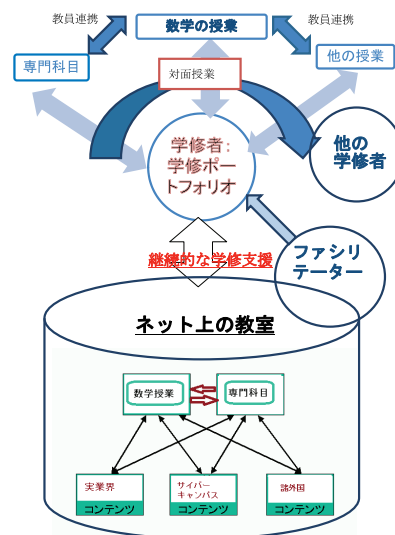 教員連携
数学の授業
教員連携
専門科目
対面授業
他の授業
学修者:
学修ポー
トフォリオ
他の
学修者
継続的な学修支援
ファシリ
テーター
ネット上の教室
数学授業
専門科目
実業界
コンテンツ
サイバー
キャンパス
コンテンツ
諸外国
コンテンツ